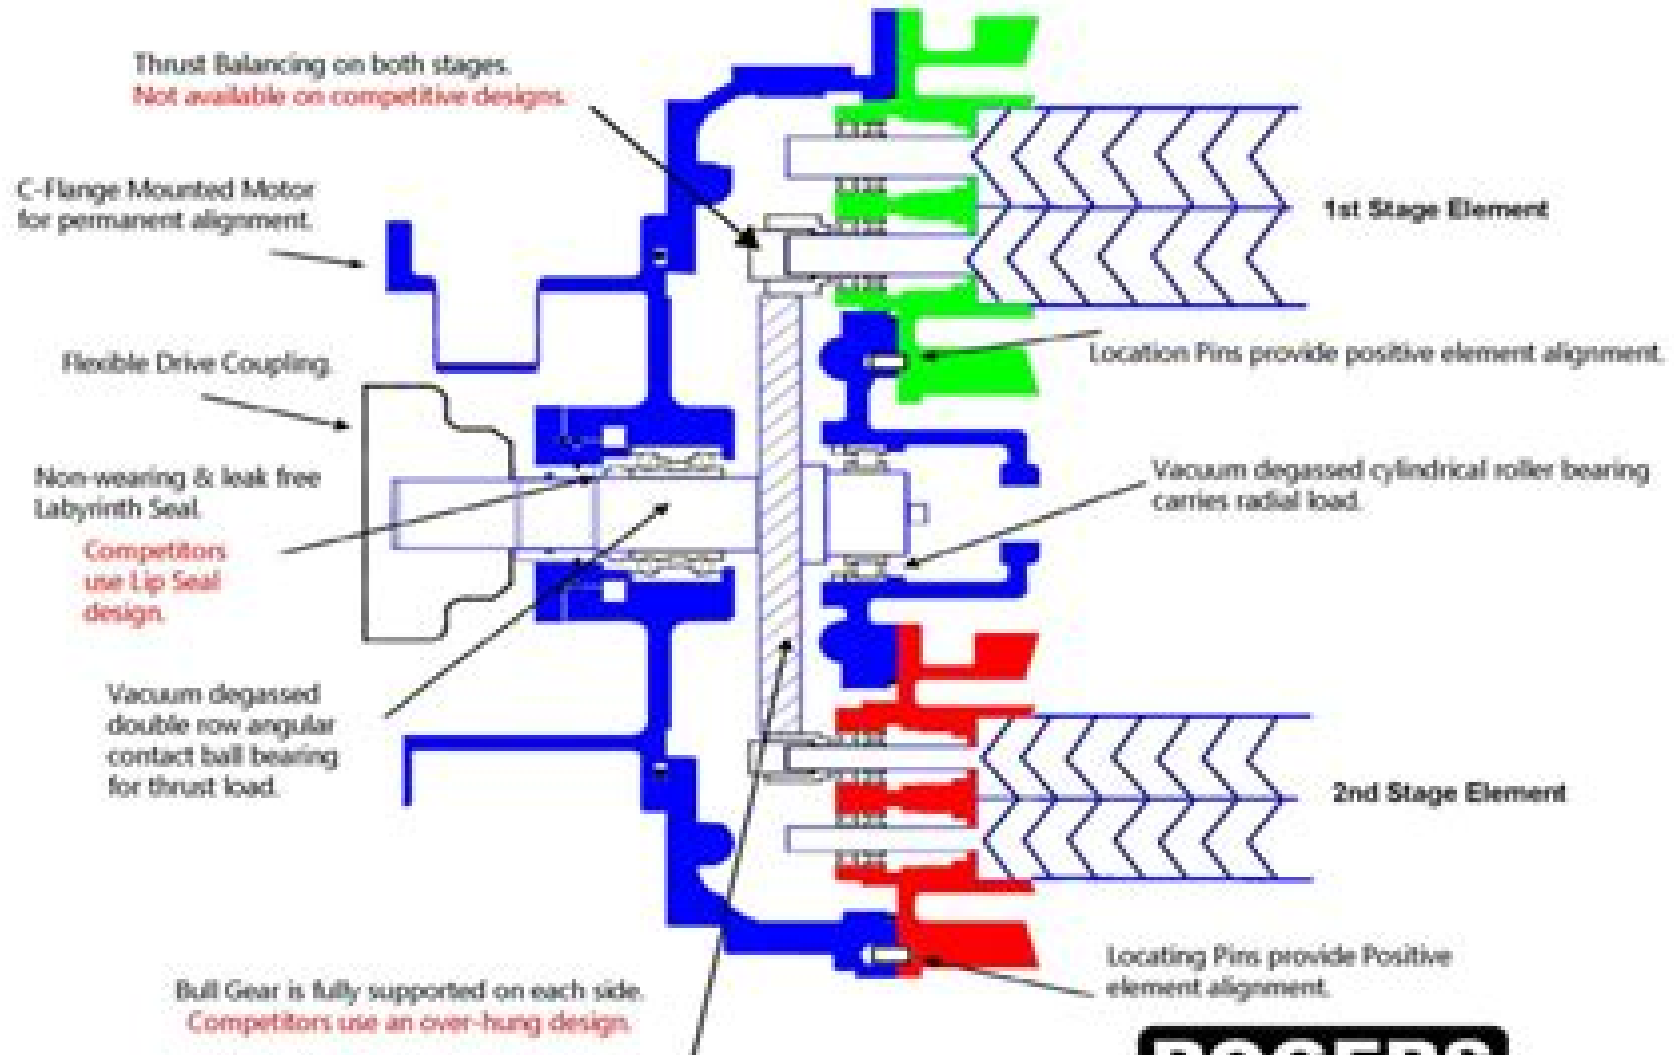 Thrust Balancing on both stages.
Not available on competitive designs.
C-Flange Mounted Motor
for permanent alignment.
1st Stage Element
Flexible Drive Coupling.
Location Pins provide positive element alignment.
Non-wearing & leak free
Labyrinth Seal.
Competitors
use Lip Seal
design.
Vacuum degassed cylindrical roller bearing
carries radial load.
Vacuum degassed
double row angular
contact ball bearing
for thrust load.
2nd Stage Element
Locating Pins provide Positive
element alignment.
Bull Gear is fully supported on each side.
Competitors use an over-hung design.
ROGERS